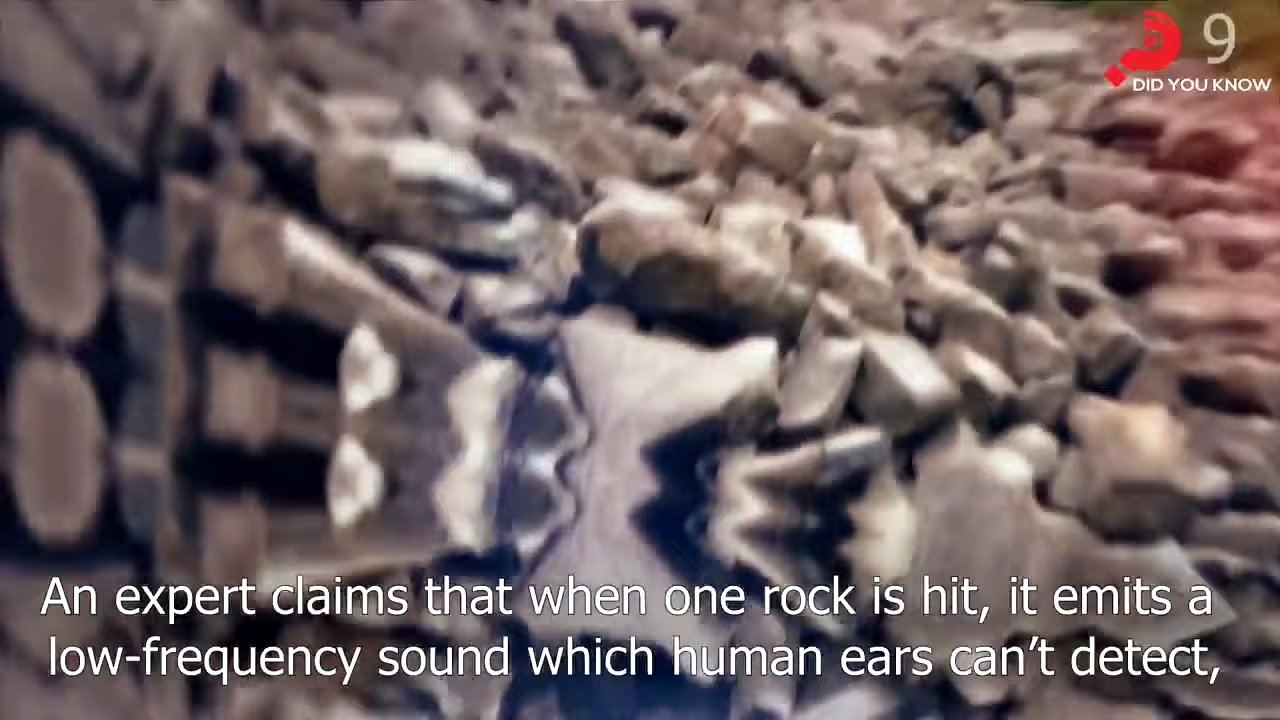 9
DID YOU KNOW
An expert claims that when one rock is hit, it emits a
low-frequency sound which human ears can’t detect,